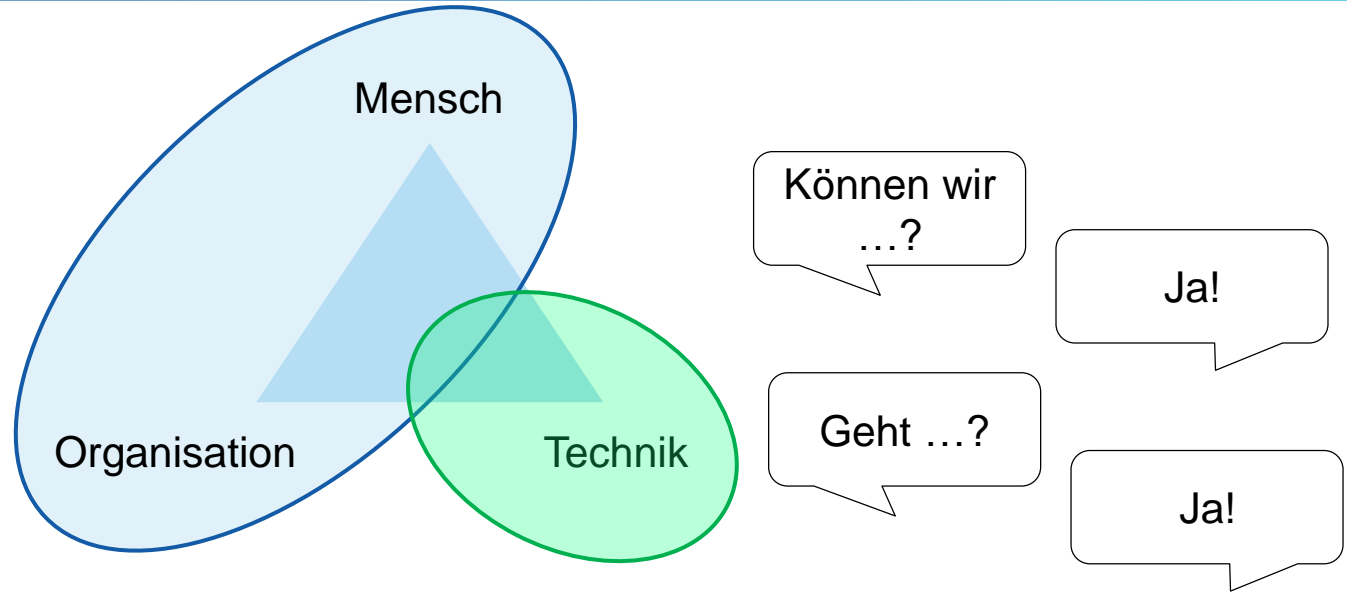 Mensch
Organisation
Technik
Können wir
…?
Ja!
Geht …?
Ja!